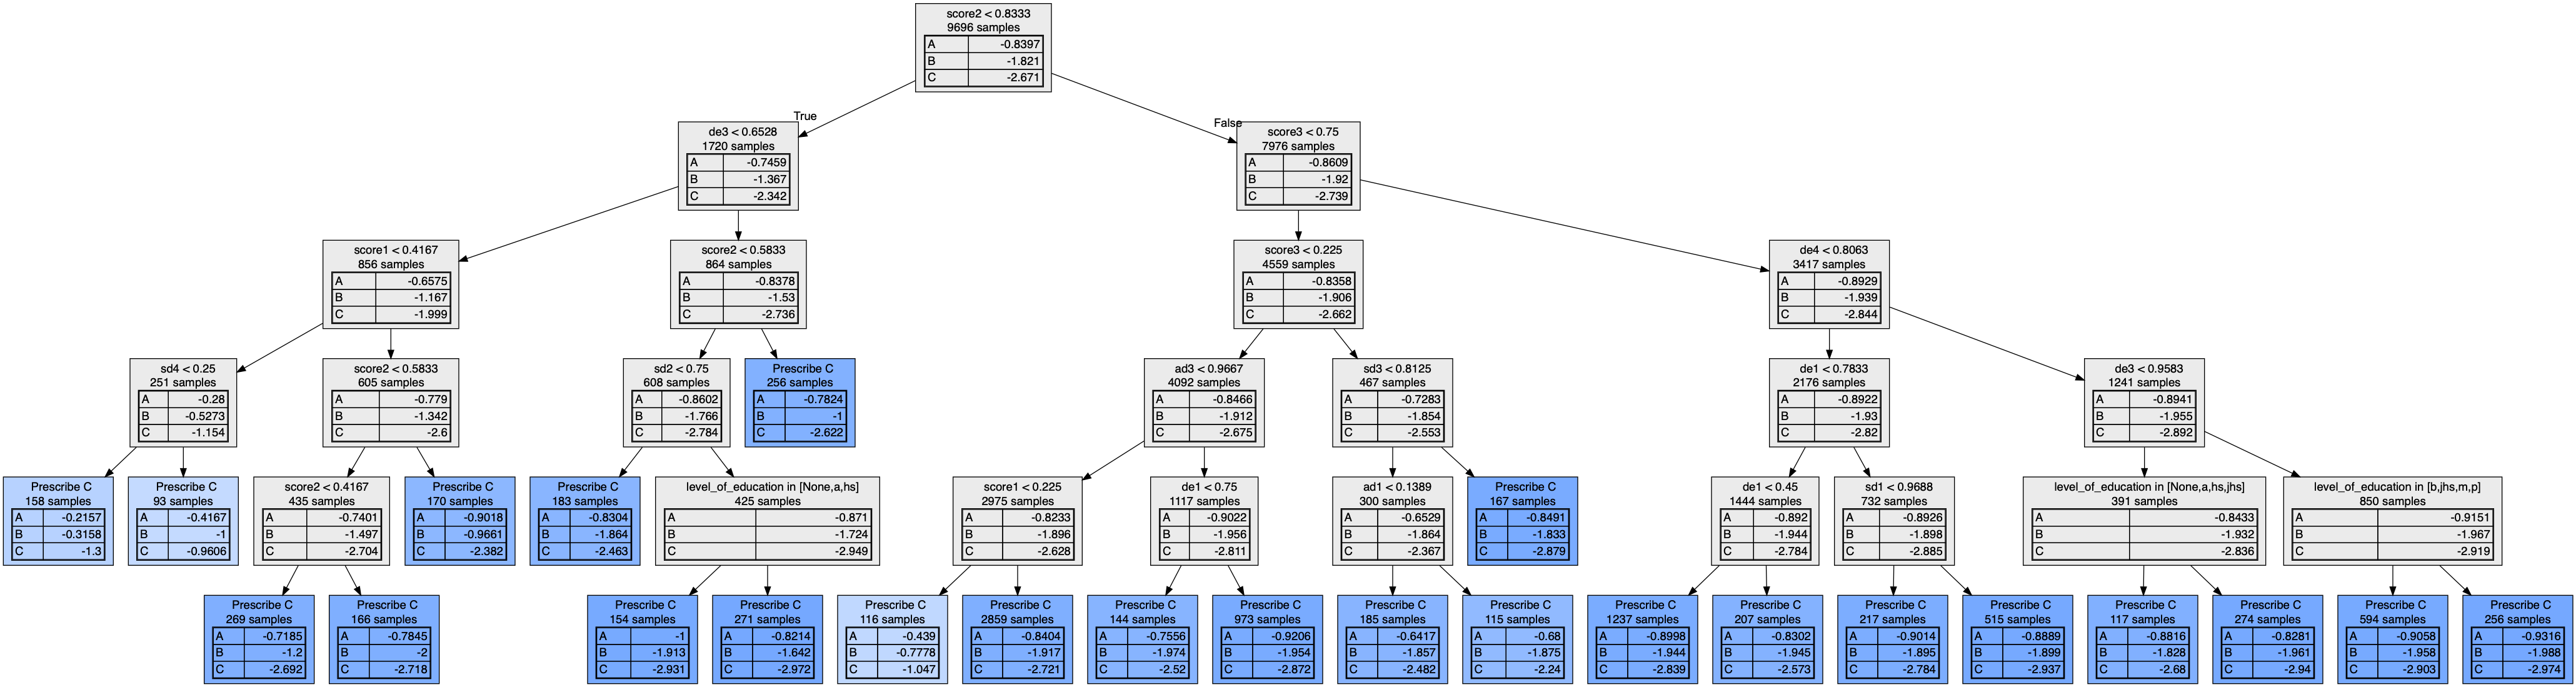 score2 < 0.8333
9696 samples
A -0.8397
B -1.821
C -2.671
True
False
de3 < 0.6528
1720 samples
A -0.7459
B -1.367
C -2.342
score3 < 0.75
7976 samples
A -0.8609
B -1.92
C -2.739
score1 < 0.4167
856 samples
A -0.6575
B -1.167
C -1.999
score2 < 0.5833
864 samples
A -0.8378
B -1.53
C -2.736
score3 < 0.225
4559 samples
A -0.8358
B -1.906
C -2.662
de4 < 0.8063
3417 samples
A -0.8929
B -1.939
C -2.844
sd4 < 0.25
251 samples
A -0.28
B -0.5273
C -1.154
score2 < 0.5833
605 samples
A -0.779
B -1.342
C -2.6
sd2 < 0.75
608 samples
A -0.8602
B -1.766
C -2.784
Prescribe C
256 samples
A -0.7824
B -1
C -2.622
ad3 < 0.9667
4092 samples
A -0.8466
B -1.912
C -2.675
sd3 < 0.8125
467 samples
A -0.7283
B -1.854
C -2.553
de1 < 0.7833
2176 samples
A -0.8922
B -1.93
C -2.82
de3 < 0.9583
1241 samples
A -0.8941
B -1.955
C -2.892
Prescribe C
158 samples
A -0.2157
B -0.3158
C -1.3
Prescribe C
93 samples
A -0.4167
B -1
C -0.9606
score2 < 0.4167
435 samples
A -0.7401
B -1.497
C -2.704
Prescribe C
170 samples
A -0.9018
B -0.9661
C -2.382
Prescribe C
183 samples
A -0.8304
B -1.864
C -2.463
level_of_education in [None,a,hs]
425 samples
A -0.871
B -1.724
C -2.949
score1 < 0.225
2975 samples
A -0.8233
B -1.896
C -2.628
de1 < 0.75
1117 samples
A -0.9022
B -1.956
C -2.811
ad1 < 0.1389
300 samples
A -0.6529
B -1.864
C -2.367
Prescribe C
167 samples
A -0.8491
B -1.833
C -2.879
de1 < 0.45
1444 samples
A -0.892
B -1.944
C -2.784
sd1 < 0.9688
732 samples
A -0.8926
B -1.898
C -2.885
level_of_education in [None,a,hs,jhs]
391 samples
A -0.8433
B -1.932
C -2.836
level_of_education in [b,jhs,m,p]
850 samples
A -0.9151
B -1.967
C -2.919
Prescribe C
269 samples
A -0.7185
B -1.2
C -2.692
Prescribe C
166 samples
A -0.7845
B -2
C -2.718
Prescribe C
154 samples
A -1
B -1.913
C -2.931
Prescribe C
271 samples
A -0.8214
B -1.642
C -2.972
Prescribe C
116 samples
A -0.439
B -0.7778
C -1.047
Prescribe C
2859 samples
A -0.8404
B -1.917
C -2.721
Prescribe C
144 samples
A -0.7556
B -1.974
C -2.52
Prescribe C
973 samples
A -0.9206
B -1.954
C -2.872
Prescribe C
185 samples
A -0.6417
B -1.857
C -2.482
Prescribe C
115 samples
A -0.68
B -1.875
C -2.24
Prescribe C
1237 samples
A -0.8998
B -1.944
C -2.839
Prescribe C
207 samples
A -0.8302
B -1.945
C -2.573
Prescribe C
217 samples
A -0.9014
B -1.895
C -2.784
Prescribe C
515 samples
A -0.8889
B -1.899
C -2.937
Prescribe C
117 samples
A -0.8816
B -1.828
C -2.68
Prescribe C
274 samples
A -0.8281
B -1.961
C -2.94
Prescribe C
594 samples
A -0.9058
B -1.958
C -2.903
Prescribe C
256 samples
A -0.9316
B -1.988
C -2.974